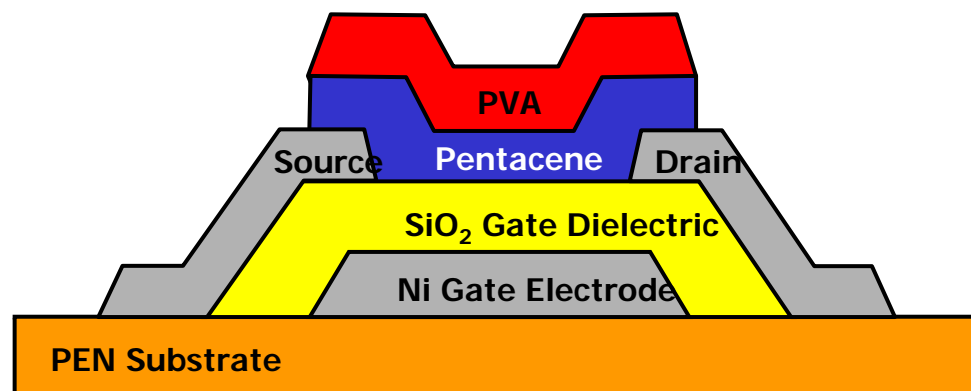 PVA
Source Pentacene Drain
SiO₂ Gate Dielectric
Ni Gate Electrode
PEN Substrate